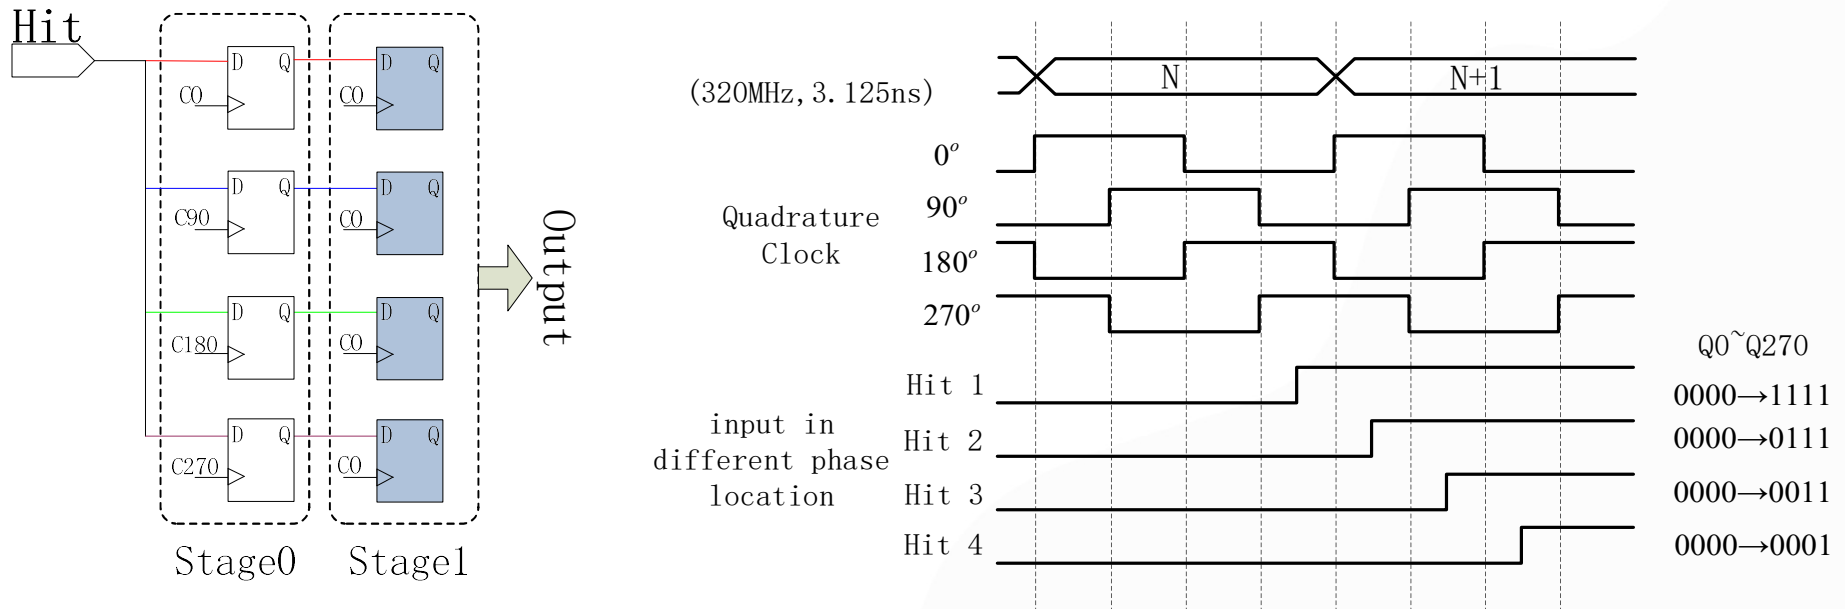 Hit
D Q
C0
C0
D Q
D Q
C90
C0
D Q
D Q
C180
C0
D Q
D Q
C270
C0
D Q
Stage0
Stage1
Output
(320MHz,3.125ns)
N
N+1
Quadrature
Clock
0°
90°
180°
270°
input in
different phase
location
Hit 1
Hit 2
Hit 3
Hit 4
Q0~Q270
0000→1111
0000→0111
0000→0011
0000→0001